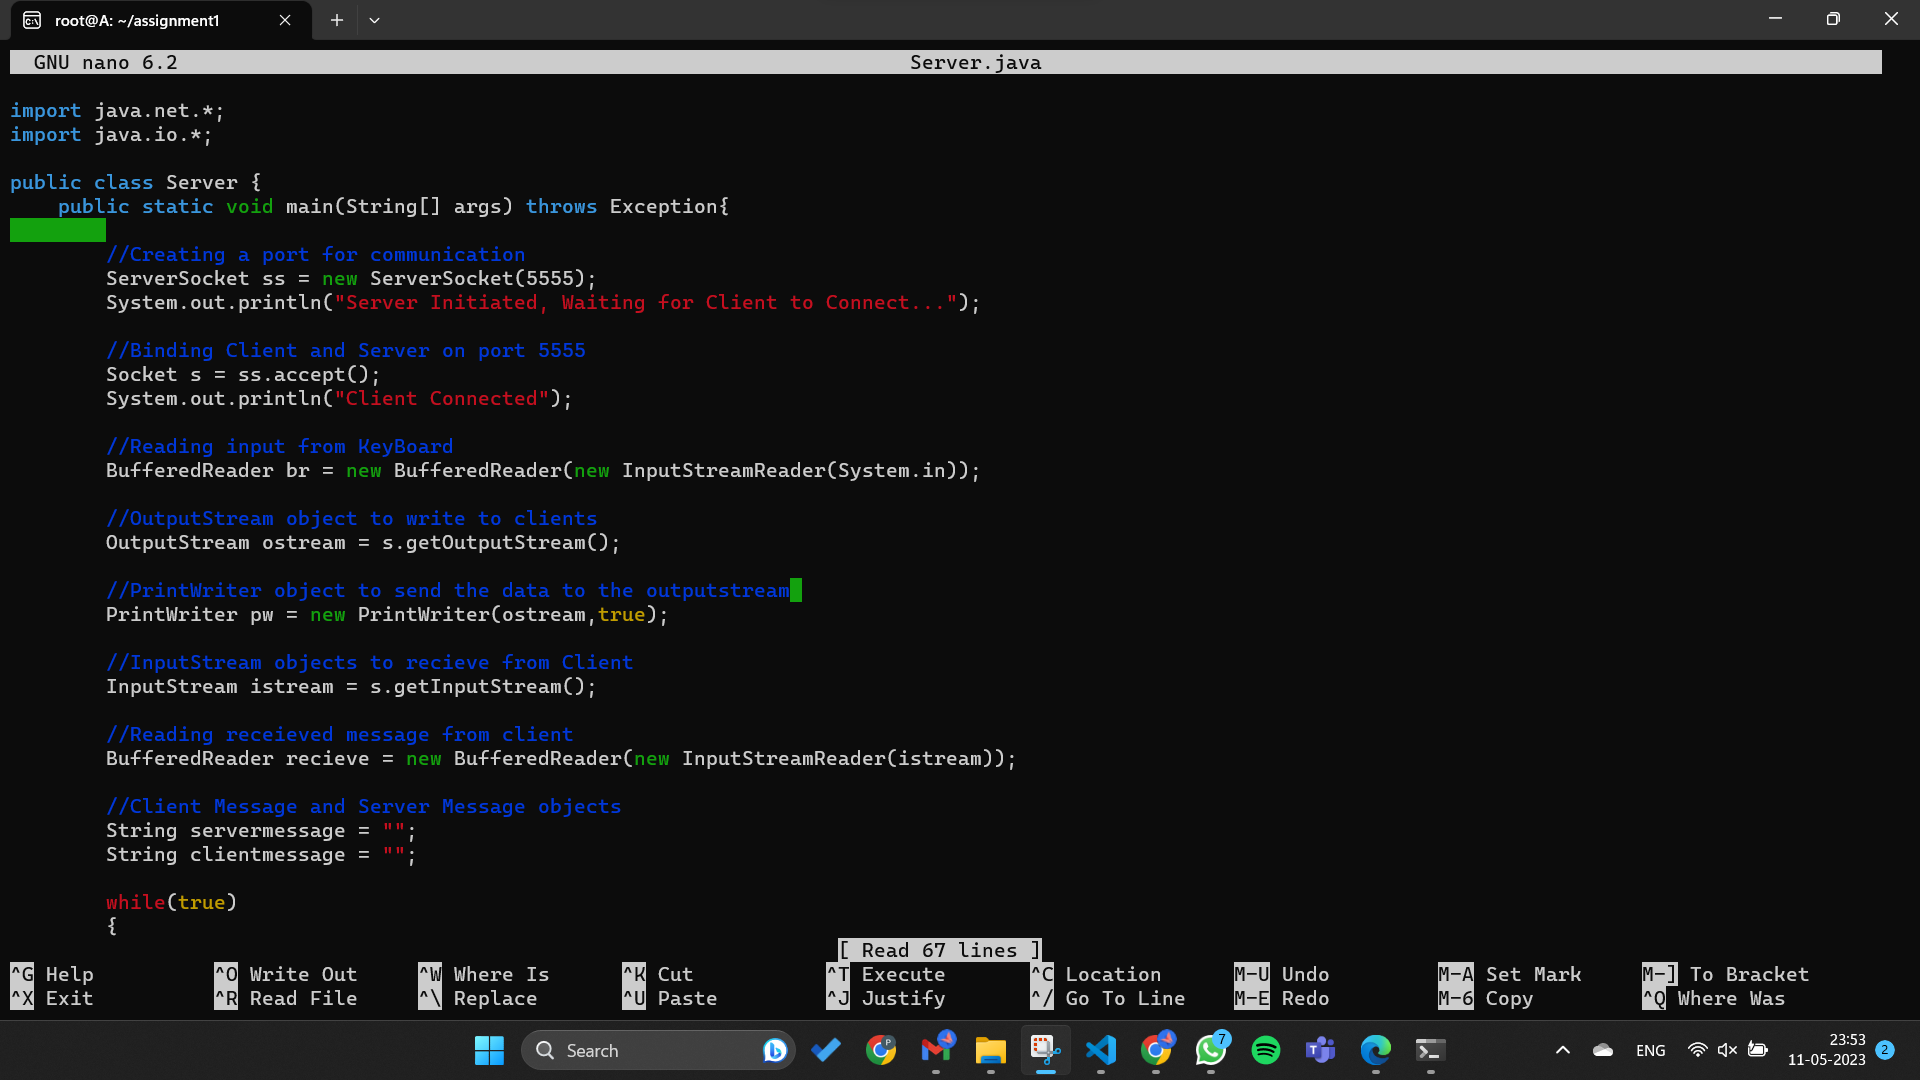 root@A: ~/assignment1
GNU nano 6.2 Server.java
import java.net.*;
import java.io.*;
public class Server {
public static void main(String[] args) throws Exception{
//Creating a port for communication
ServerSocket ss = new ServerSocket(5555);
System.out.println("Server Initiated, Waiting for Client to Connect...");
//Binding Client and Server on port 5555
Socket s = ss.accept();
System.out.println("Client Connected");
//Reading input from KeyBoard
BufferedReader br = new BufferedReader(new InputStreamReader(System.in));
//OutputStream object to write to clients
OutputStream ostream = s.getOutputStream();
//PrintWriter object to send the data to the outputstream
PrintWriter pw = new PrintWriter(ostream,true);
//InputStream objects to recieve from Client
InputStream istream = s.getInputStream();
//Reading receieved message from client
BufferedReader recieve = new BufferedReader(new InputStreamReader(istream));
//Client Message and Server Message objects
String servermessage = "";
String clientmessage = "";
while(true)
{
[ Read 67 lines ]
^G Help ^O Write Out ^W Where Is ^K Cut ^T Execute ^C Location M-U Undo M-A Set Mark M-] To Bracket
^X Exit ^R Read File ^\ Replace ^U Paste ^J Justify ^/ Go To Line M-E Redo M-6 Copy ^Q Where Was
Search P 7 T ENG 23:53 2
11-05-2023